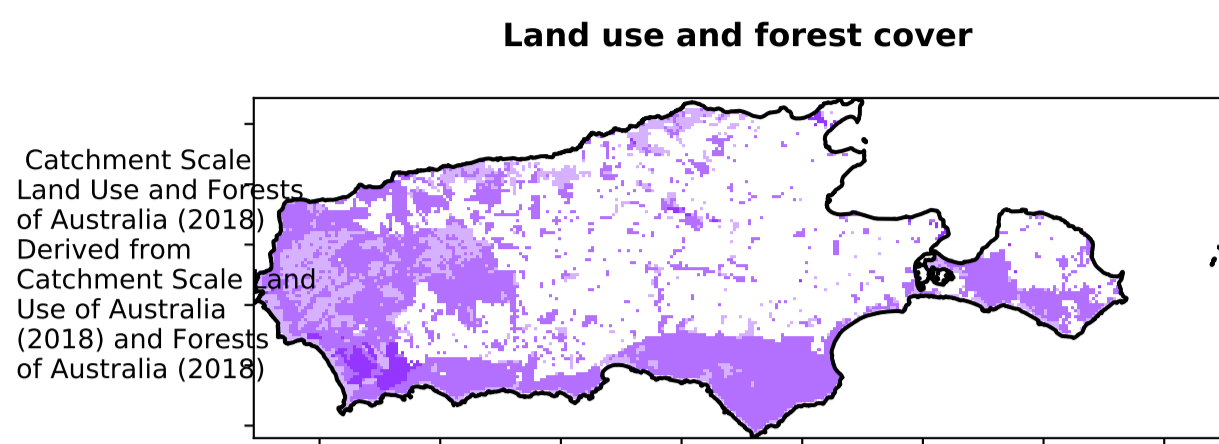 Land use and forest cover
Catchment Scale
Land Use and Forests
of Australia (2018)
Derived from
Catchment Scale Land
Use of Australia
(2018) and Forests
of Australia (2018)